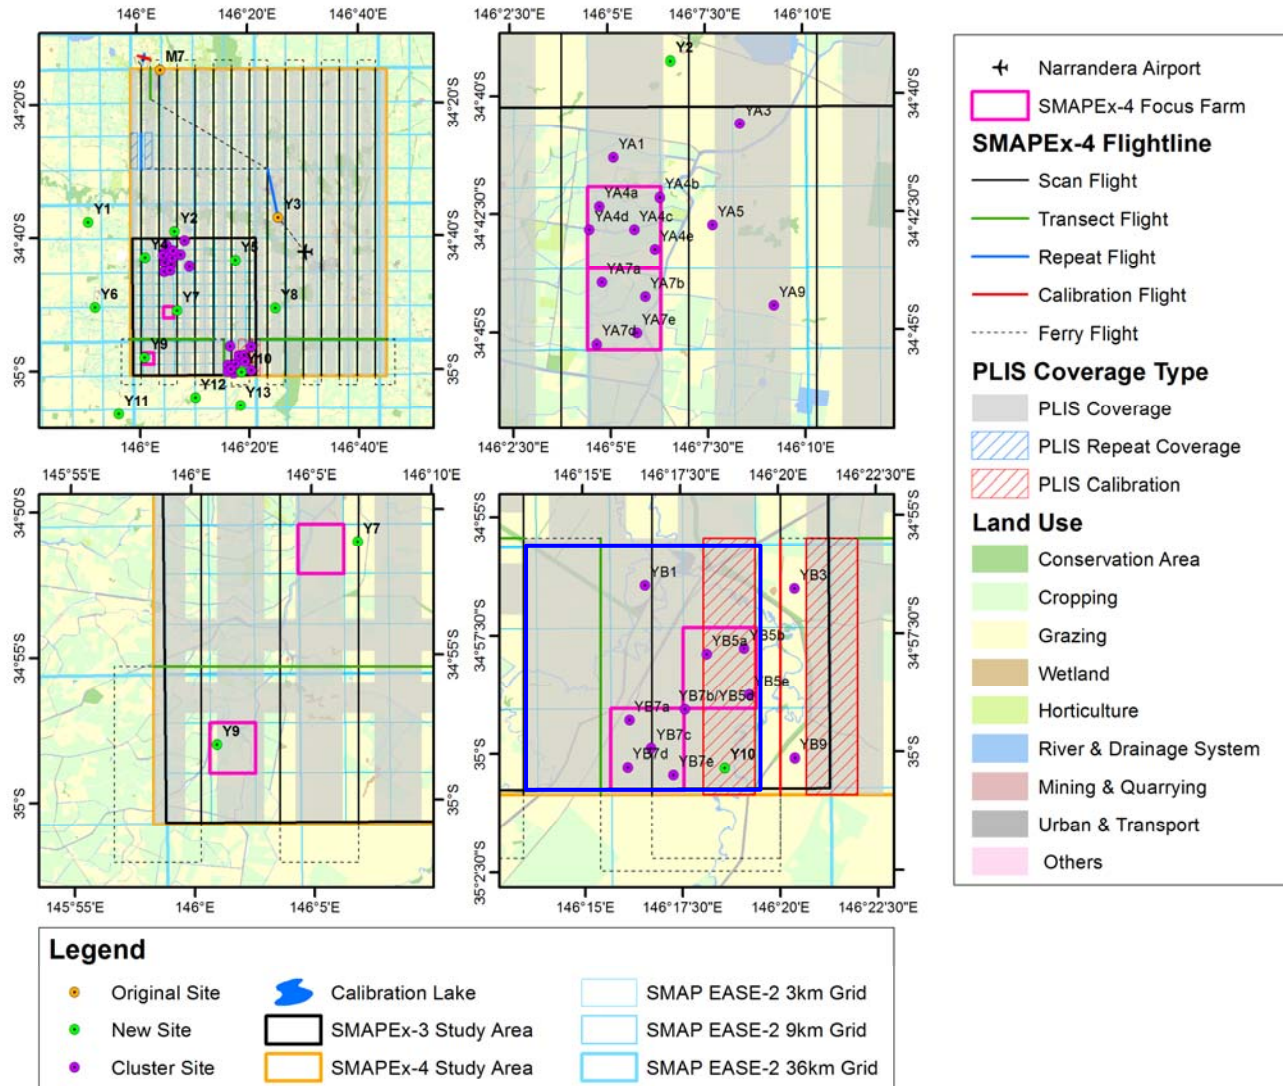 146°0'E 146°20'E 146°40'E
34°20'S
34°40'S
35°0'S
34°20'S
34°40'S
35°0'S
M7
Y3
Y1
Y2
Y4
Y5
Y6
Y7
Y8
Y9
Y10
Y12
Y13
Y11
146°0'E 146°20'E 146°40'E
146°2'30"E 146°5'E 146°7'30"E 146°10'E
34°40'S
34°42'30"S
34°45'S
34°40'S
34°42'30"S
34°45'S
Y2
YA3
YA1
YA4a
YA4b
YA4d
YA4c
YA5
YA4e
YA7a
YA7b
YA9
YA7d
YA7e
146°2'30"E 146°5'E 146°7'30"E 146°10'E
145°55'E 146°0'E 146°5'E 146°10'E
34°50'S
34°55'S
35°0'S
34°50'S
34°55'S
35°0'S
Y7
Y9
145°55'E 146°0'E 146°5'E
146°15'E 146°17'30"E 146°20'E 146°22'30"E
34°55'S
34°57'30"S
35°0'S
35°2'30"S
34°55'S
34°57'30"S
35°0'S
YB1
YB3
YB5a
YB5b
YB5e
YB7b/YB5d
YB7a
YB7c
YB7d
YB7e
Y10
YB9
146°15'E 146°17'30"E 146°20'E 146°22'30"E
Narrandera Airport
SMAPEx-4 Focus Farm
SMAPEx-4 Flightline
Scan Flight
Transect Flight
Repeat Flight
Calibration Flight
Ferry Flight
PLIS Coverage Type
PLIS Coverage
PLIS Repeat Coverage
PLIS Calibration
Land Use
Conservation Area
Cropping
Grazing
Wetland
Horticulture
River & Drainage System
Mining & Quarrying
Urban & Transport
Others
Legend
Original Site
New Site
Cluster Site
Calibration Lake
SMAPEx-3 Study Area
SMAPEx-4 Study Area
SMAP EASE-2 3km Grid
SMAP EASE-2 9km Grid
SMAP EASE-2 36km Grid